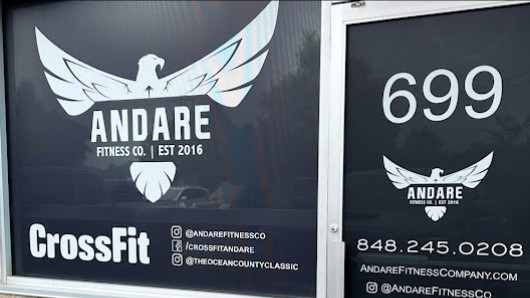 ANDARE
FITNESS CO. | EST 2016
CrossFit
@ANDAREFITNESSCO
/CROSSFITANDARE
@THEOCEANCOUNTYCLASSIC
699
ANDARE
FITNESS CO. | EST 2016
848.245.0208
ANDAREFITNESSCOMPANY.COM
@ANDAREFITNESSCO